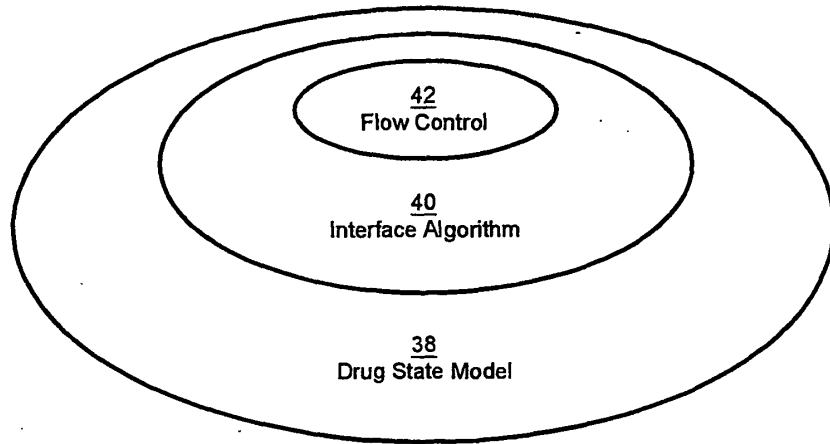 42
Flow Control
40
Interface Algorithm
38
Drug State Model